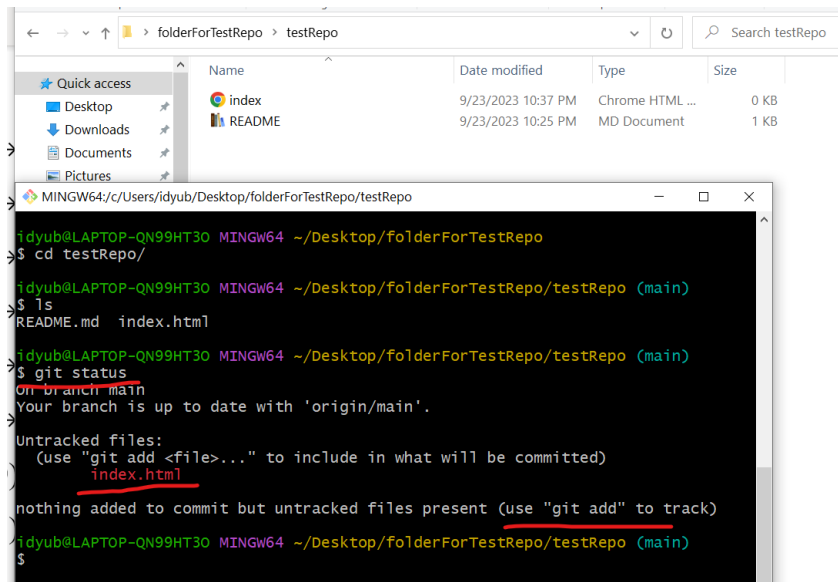 folderForTestRepo > testRepo
Search testRepo
Name Date modified Type Size
Quick access
Desktop
Downloads
Documents
Pictures
index 9/23/2023 10:37 PM Chrome HTML ... 0 KB
README 9/23/2023 10:25 PM MD Document 1 KB
MINGW64:/c/Users/idyub/Desktop/folderForTestRepo/testRepo
idyub@LAPTOP-QN99HT3O MINGW64 ~/Desktop/folderForTestRepo
$ cd testRepo/
idyub@LAPTOP-QN99HT3O MINGW64 ~/Desktop/folderForTestRepo/testRepo (main)
$ ls
README.md index.html
idyub@LAPTOP-QN99HT3O MINGW64 ~/Desktop/folderForTestRepo/testRepo (main)
$ git status
On branch main
Your branch is up to date with 'origin/main'.
Untracked files:
(use "git add <file>..." to include in what will be committed)
index.html
nothing added to commit but untracked files present (use "git add" to track)
idyub@LAPTOP-QN99HT3O MINGW64 ~/Desktop/folderForTestRepo/testRepo (main)
$